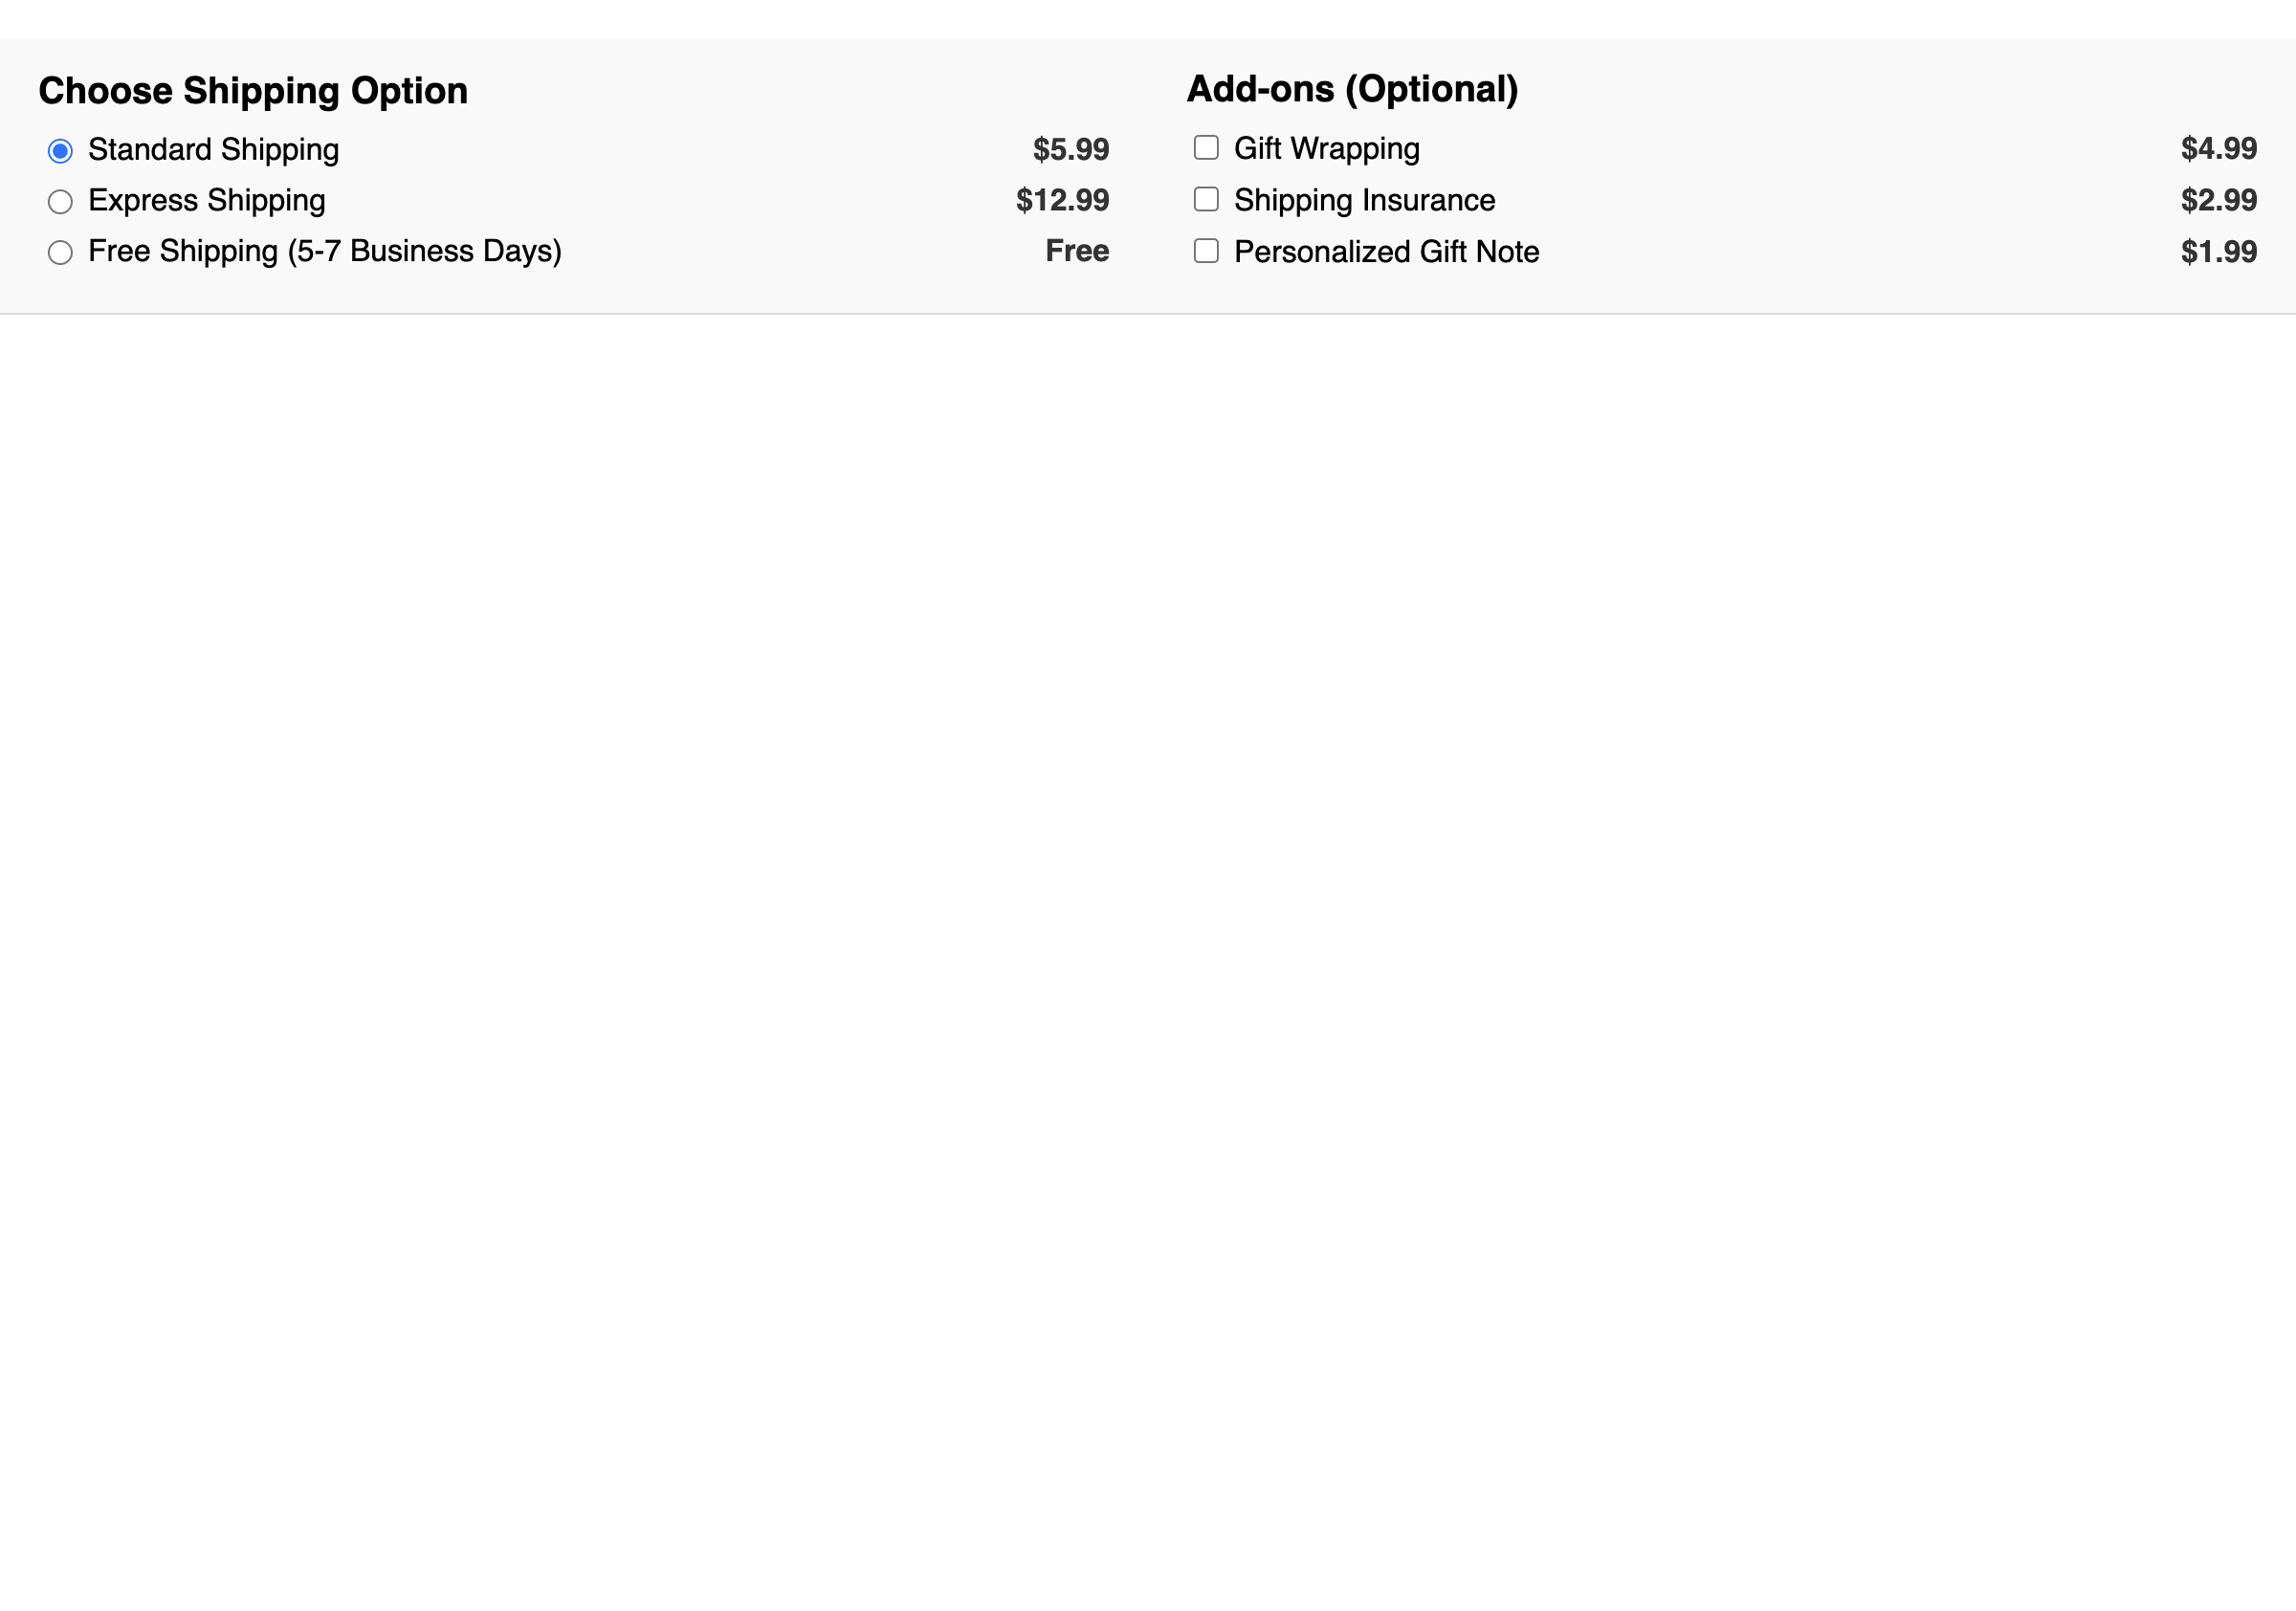 Choose Shipping Option
Standard Shipping $5.99
Express Shipping $12.99
Free Shipping (5-7 Business Days) Free
Add-ons (Optional)
Gift Wrapping $4.99
Shipping Insurance $2.99
Personalized Gift Note $1.99